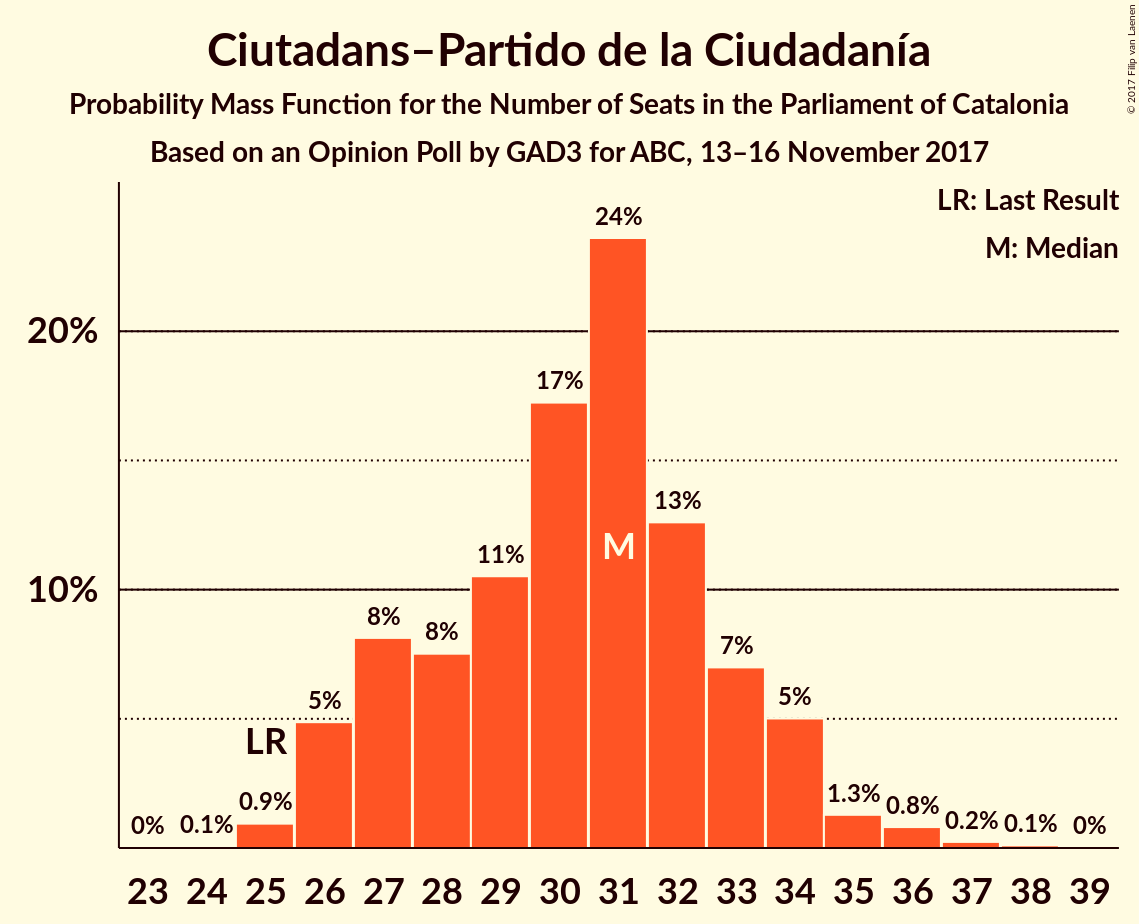 Ciutadans–Partido de la Ciudadanía
Probability Mass Function for the Number of Seats in the Parliament of Catalonia
Based on an Opinion Poll by GAD3 for ABC, 13–16 November 2017
© 2017 Filip van Laenen
LR: Last Result
M: Median
20%
10%
0%
0.1%
0.9%
LR
5%
8%
8%
11%
17%
24%
M
13%
7%
5%
1.3%
0.8%
0.2%
0.1%
0%
23 24 25 26 27 28 29 30 31 32 33 34 35 36 37 38 39